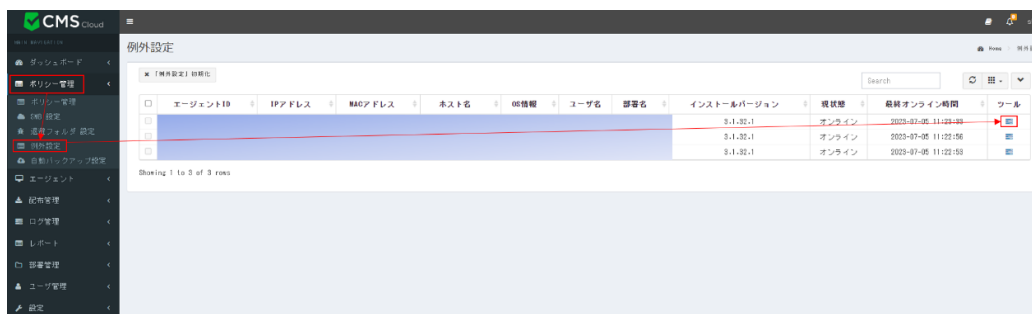 CMS Cloud
MAIN NAVIGATION
ダッシュボード
ポリシー管理
ポリシー管理
SMB 設定
退避フォルダ 設定
例外設定
自動バックアップ設定
エージェント
配布管理
ログ管理
レポート
部署管理
ユーザ管理
設定
例外設定
Home
「例外設定」初期化
Search
エージェントID IPアドレス MACアドレス ホスト名 OS情報 ユーザ名 部署名 インストールバージョン 現状態 最終オンライン時間 ツール
3.1.32.1 オンライン 2023-07-05
3.1.32.1 オンライン 2023-07-05 11:22:56
3.1.32.1 オンライン 2023-07-05 11:22:53
Showing 1 to 3 of 3 rows